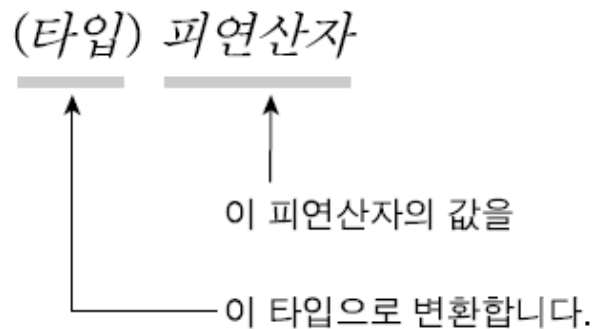 (타입) 피연산자
이 피연산자의 값을
이 타입으로 변환합니다.